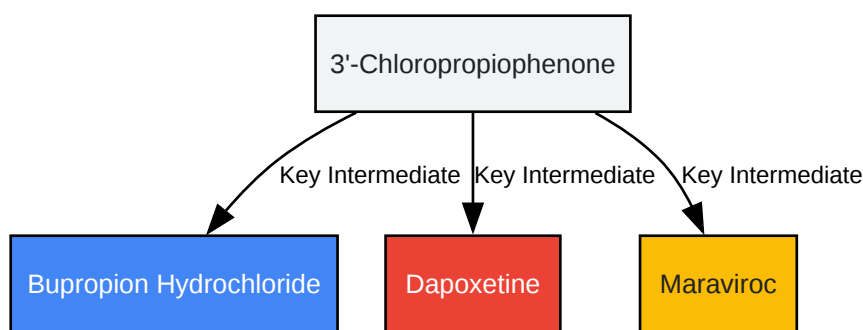 3'-Chloropropiophenone
Key Intermediate
Key Intermediate
Key Intermediate
Bupropion Hydrochloride
Dapoxetine
Maraviroc